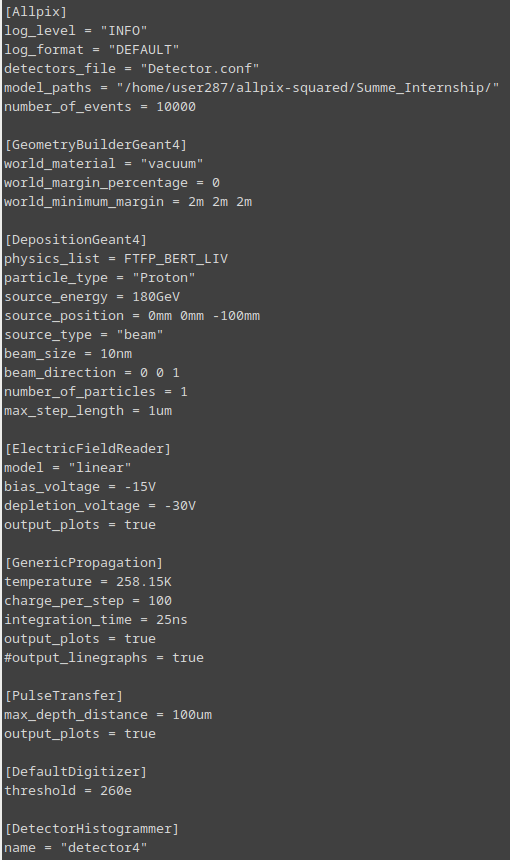 [Allpix]
log_level = "INFO"
log_format = "DEFAULT"
detectors_file = "Detector.conf"
model_paths = "/home/user287/allpix-squared/Summe_Internship/"
number_of_events = 10000

[GeometryBuilderGeant4]
world_material = "vacuum"
world_margin_percentage = 0
world_minimum_margin = 2m 2m 2m

[DepositionGeant4]
physics_list = FTFP_BERT_LIV
particle_type = "Proton"
source_energy = 180GeV
source_position = 0mm 0mm -100mm
source_type = "beam"
beam_size = 10nm
beam_direction = 0 0 1
number_of_particles = 1
max_step_length = 1um

[ElectricFieldReader]
model = "linear"
bias_voltage = -15V
depletion_voltage = -30V
output_plots = true

[GenericPropagation]
temperature = 258.15K
charge_per_step = 100
integration_time = 25ns
output_plots = true
#output_linegraphs = true

[PulseTransfer]
max_depth_distance = 100um
output_plots = true

[DefaultDigitizer]
threshold = 260e

[DetectorHistogrammer]
name = "detector4"